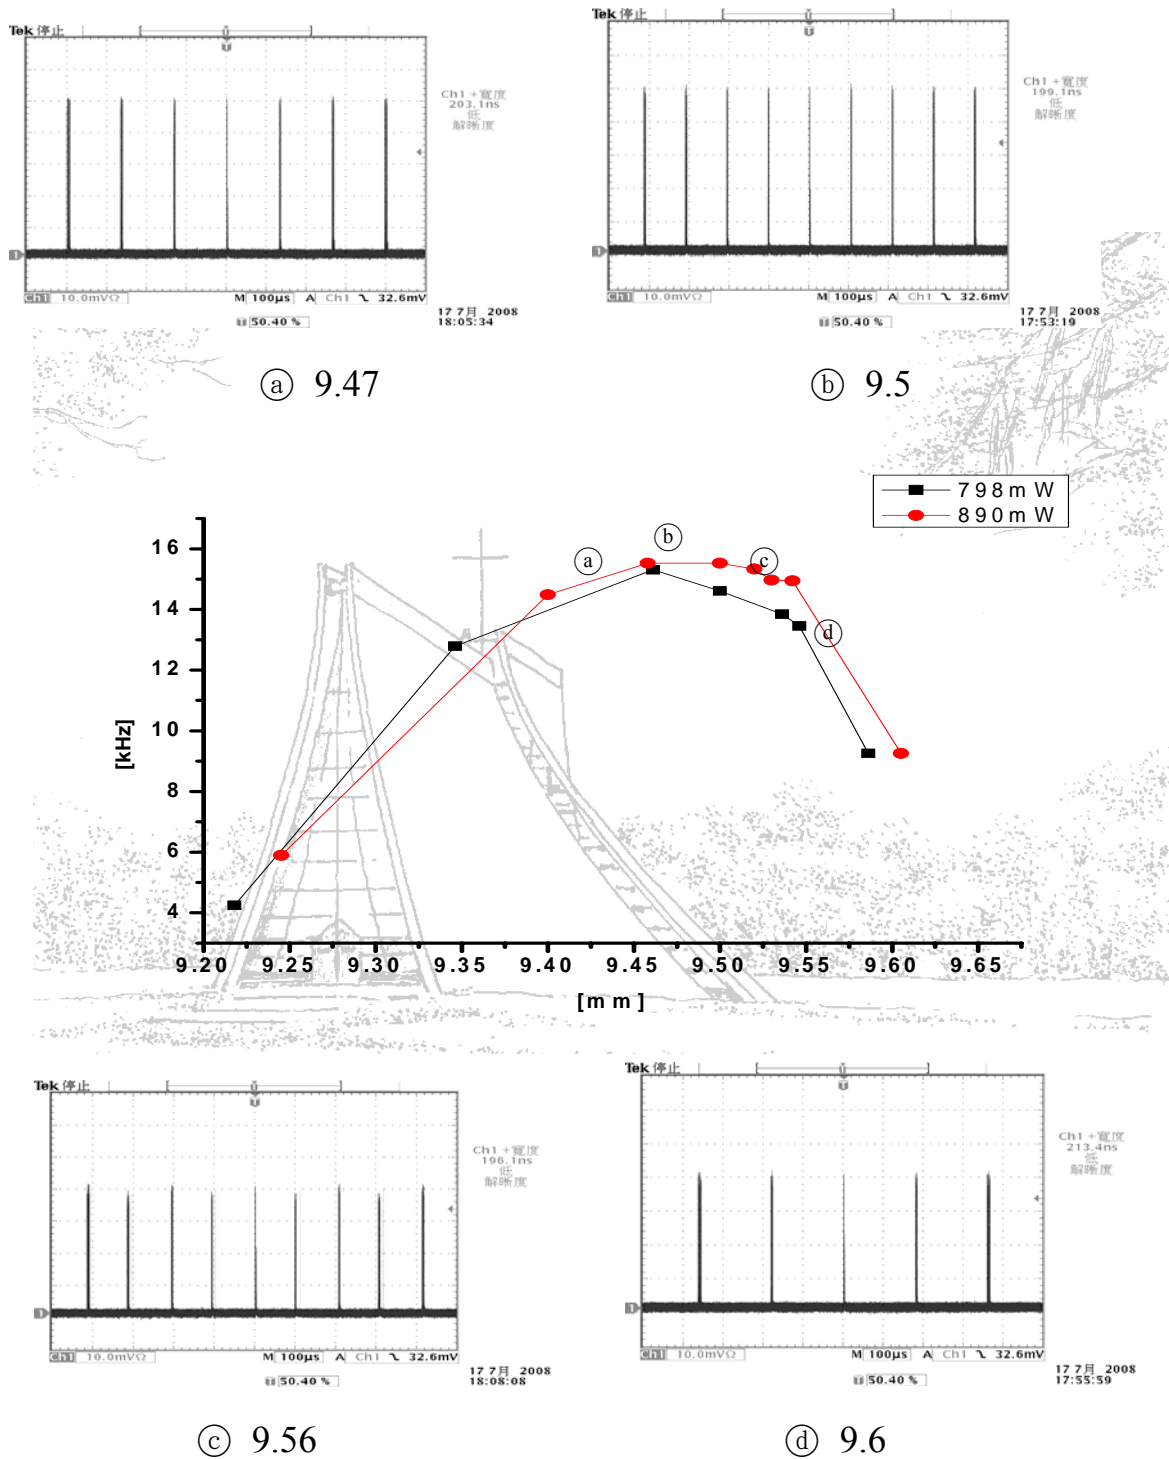 Tek 停止
Ch1 +寬度
203.1ns
低
解晰度
Ch1 10.0mVΩ M 100µs A Ch1 32.6mV
50.40 %
17 7月 2008
18:05:34
ⓐ 9.47
Tek 停止
Ch1 +寬度
199.1ns
低
解晰度
Ch1 10.0mVΩ M 100µs A Ch1 32.6mV
50.40 %
17 7月 2008
17:53:19
ⓑ 9.5
798mW
890mW
16
14
12
10
8
6
4
[kHz]
ⓐ
ⓑ
ⓒ
ⓓ
9.20 9.25 9.30 9.35 9.40 9.45 9.50 9.55 9.60 9.65
[mm]
Tek 停止
Ch1 +寬度
196.1ns
低
解晰度
Ch1 10.0mVΩ M 100µs A Ch1 32.6mV
50.40 %
17 7月 2008
18:08:08
ⓒ 9.56
Tek 停止
Ch1 +寬度
213.4ns
低
解晰度
Ch1 10.0mVΩ M 100µs A Ch1 32.6mV
50.40 %
17 7月 2008
17:55:59
ⓓ 9.6